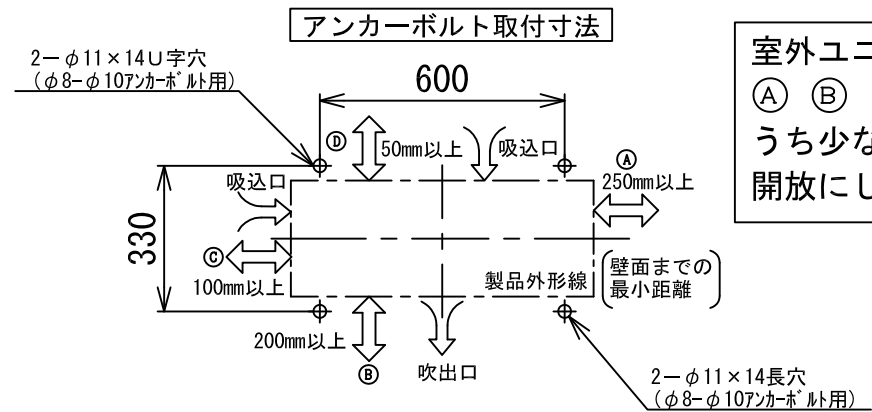 アンカーボルト取付寸法
2－φ11×14U字穴
(φ8-φ10アンカーボルト用)
600
室外ユニ
Ⓐ Ⓑ
うち少な
開放にし
Ⓓ
50mm以上
吸込口
Ⓐ
250mm以上
吸込口
330
Ⓒ
100mm以上
製品外形線
壁面までの
最小距離
200mm以上
Ⓑ
吹出口
2－φ11×14長穴
(φ8-φ10アンカーボルト用)